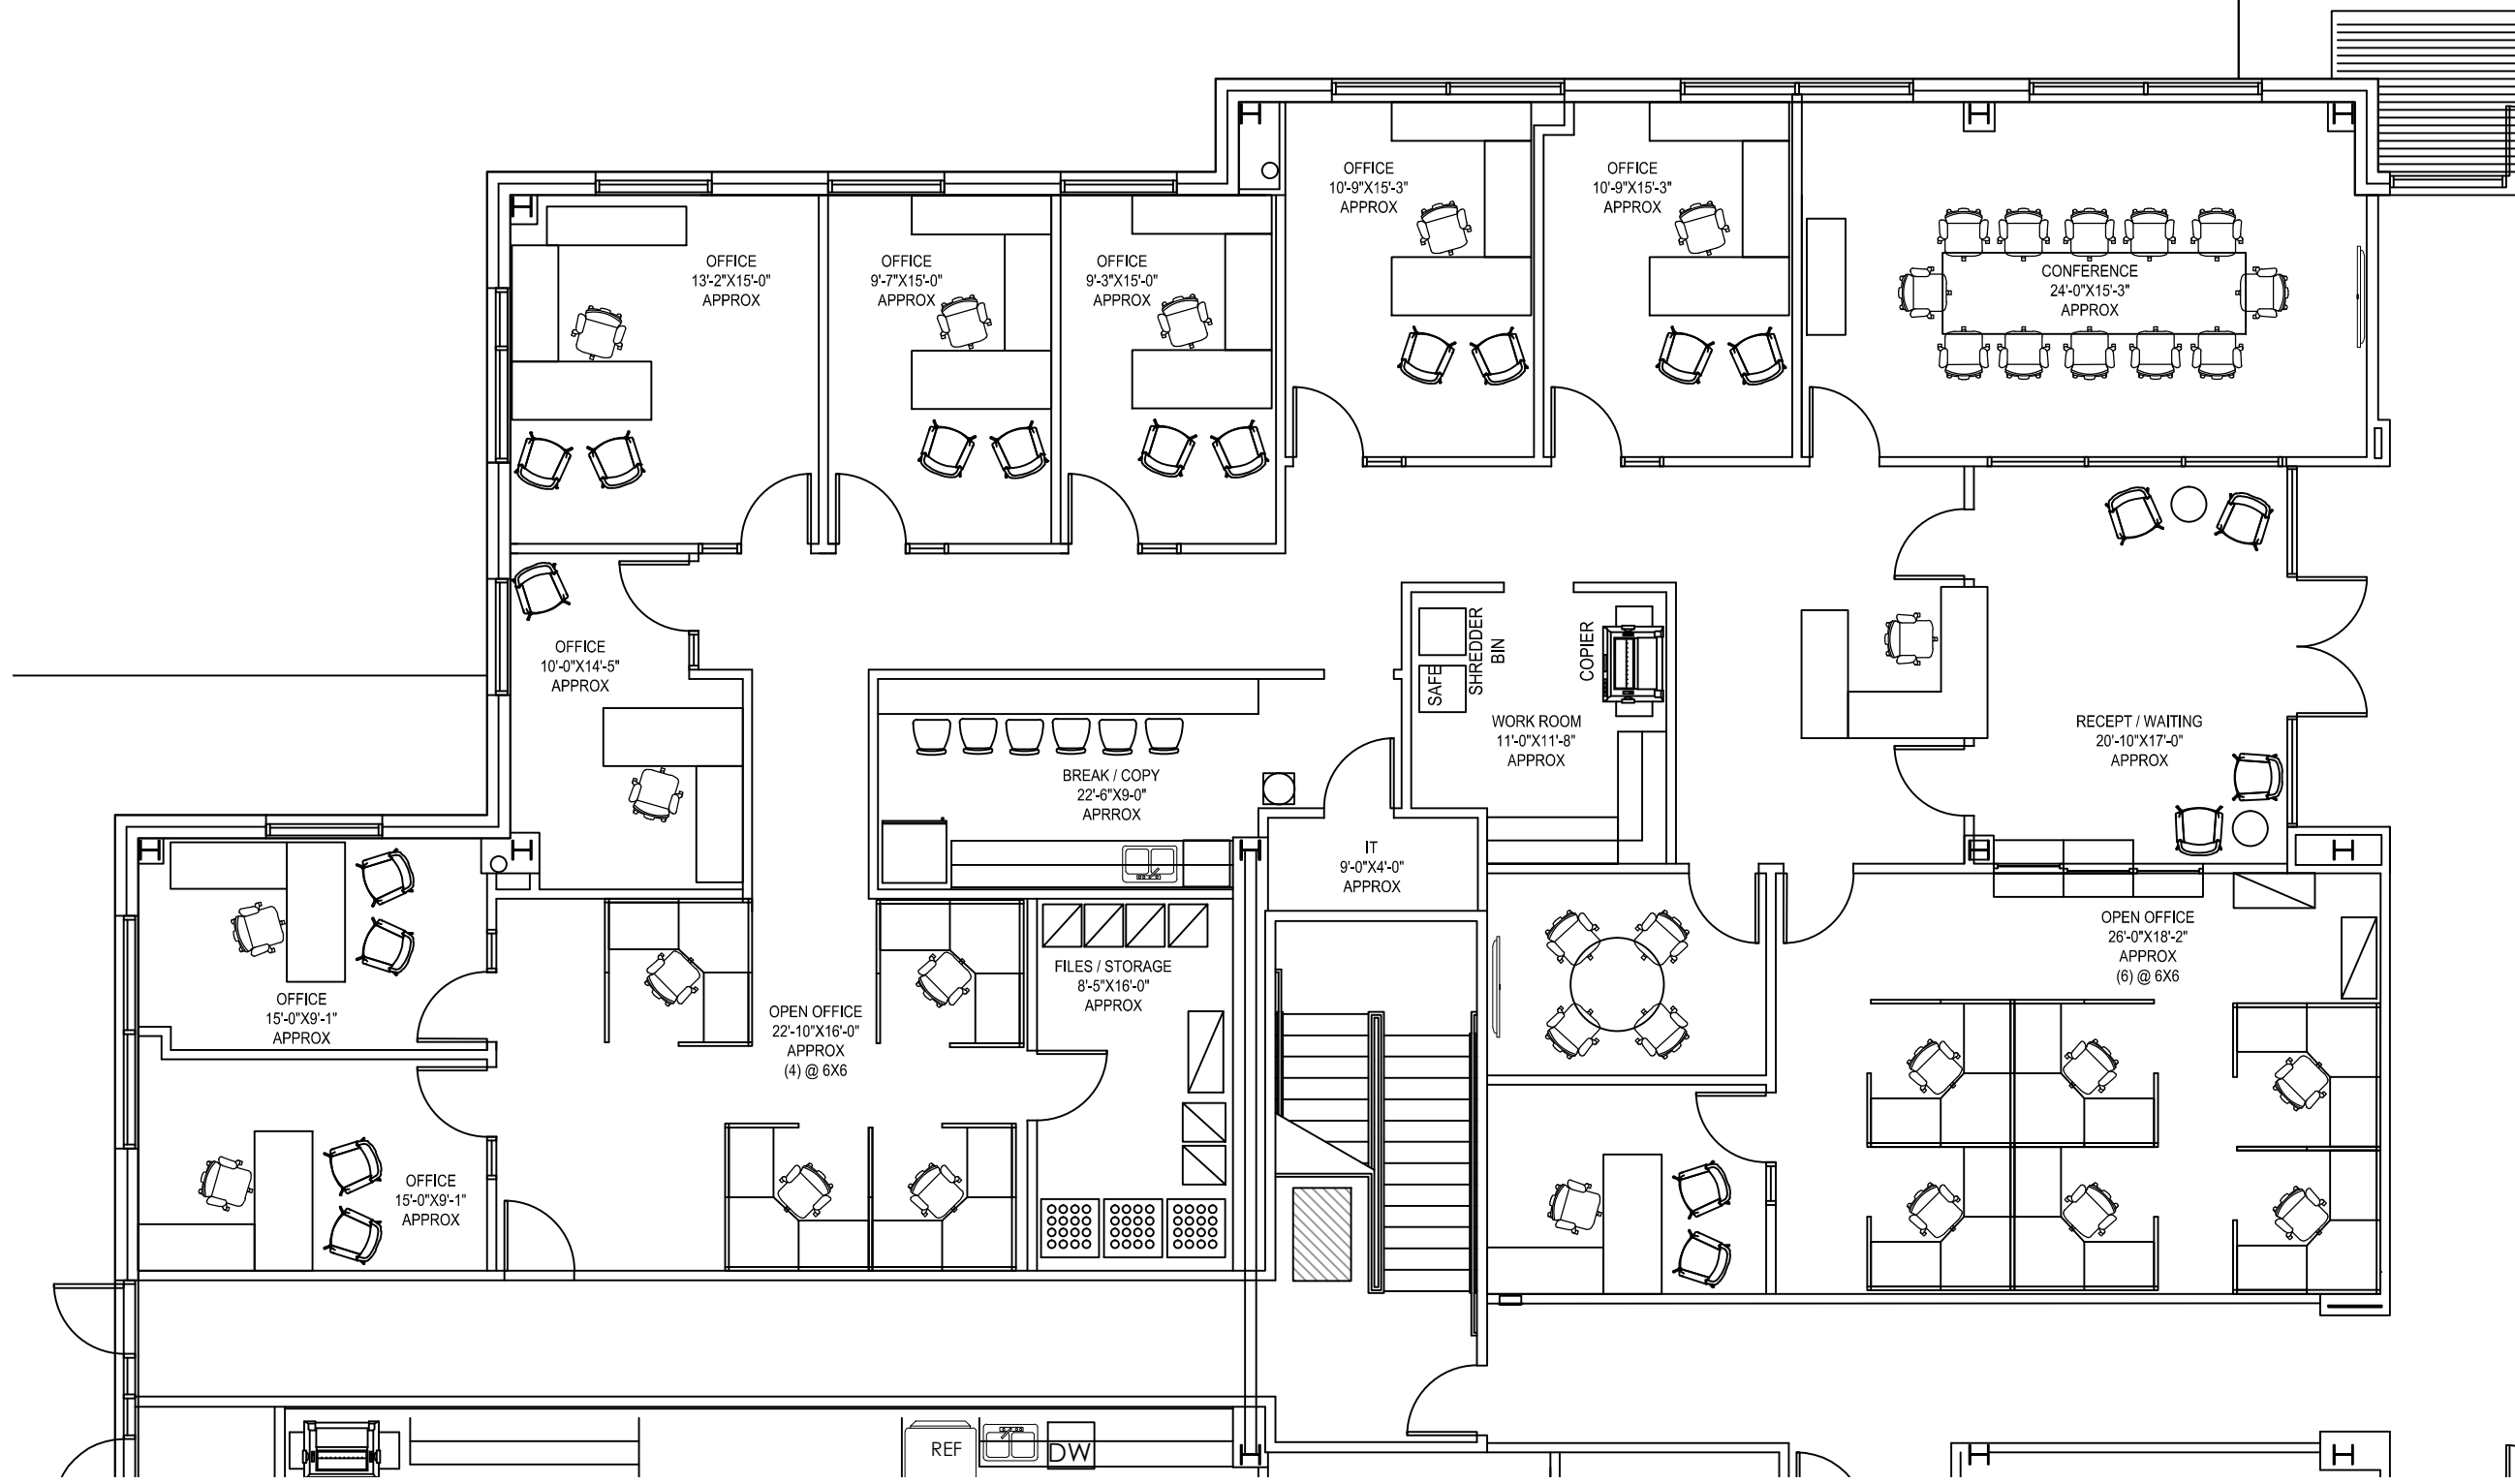 OFFICE
10'-9"X15'-3"
APPROX
OFFICE
10'-9"X15'-3"
APPROX
OFFICE
13'-2"X15'-0"
APPROX
OFFICE
9'-7"X15'-0"
APPROX
OFFICE
9'-3"X15'-0"
APPROX
CONFERENCE
24'-0"X15'-3"
APPROX
OFFICE
10'-0"X14'-5"
APPROX
SAFE
SHREDDER
BIN
COPIER
WORK ROOM
11'-0"X11'-8"
APPROX
RECEPT / WAITING
20'-10"X17'-0"
APPROX
BREAK / COPY
22'-6"X9-0"
APRROX
IT
9'-0"X4'-0"
APPROX
OPEN OFFICE
26'-0"X18'-2"
APPROX
(6) @ 6X6
FILES / STORAGE
8'-5"X16'-0"
APPROX
OFFICE
15'-0"X9'-1"
APPROX
OPEN OFFICE
22'-10"X16'-0"
APPROX
(4) @ 6X6
OFFICE
15'-0"X9'-1"
APPROX
REF
DW